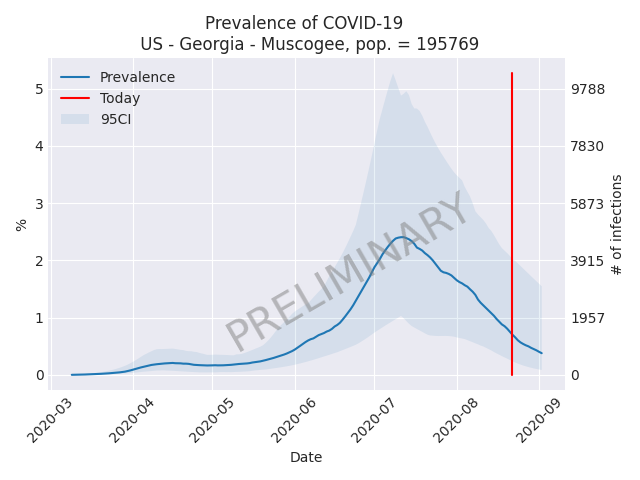 Prevalence of COVID-19
US - Georgia - Muscogee, pop. = 195769
Prevalence
Today
95CI
PRELIMINARY
%
5
4
3
2
1
0
9788
7830
5873
3915
1957
0
# of infections
2020-03
2020-04
2020-05
2020-06
2020-07
2020-08
2020-09
Date